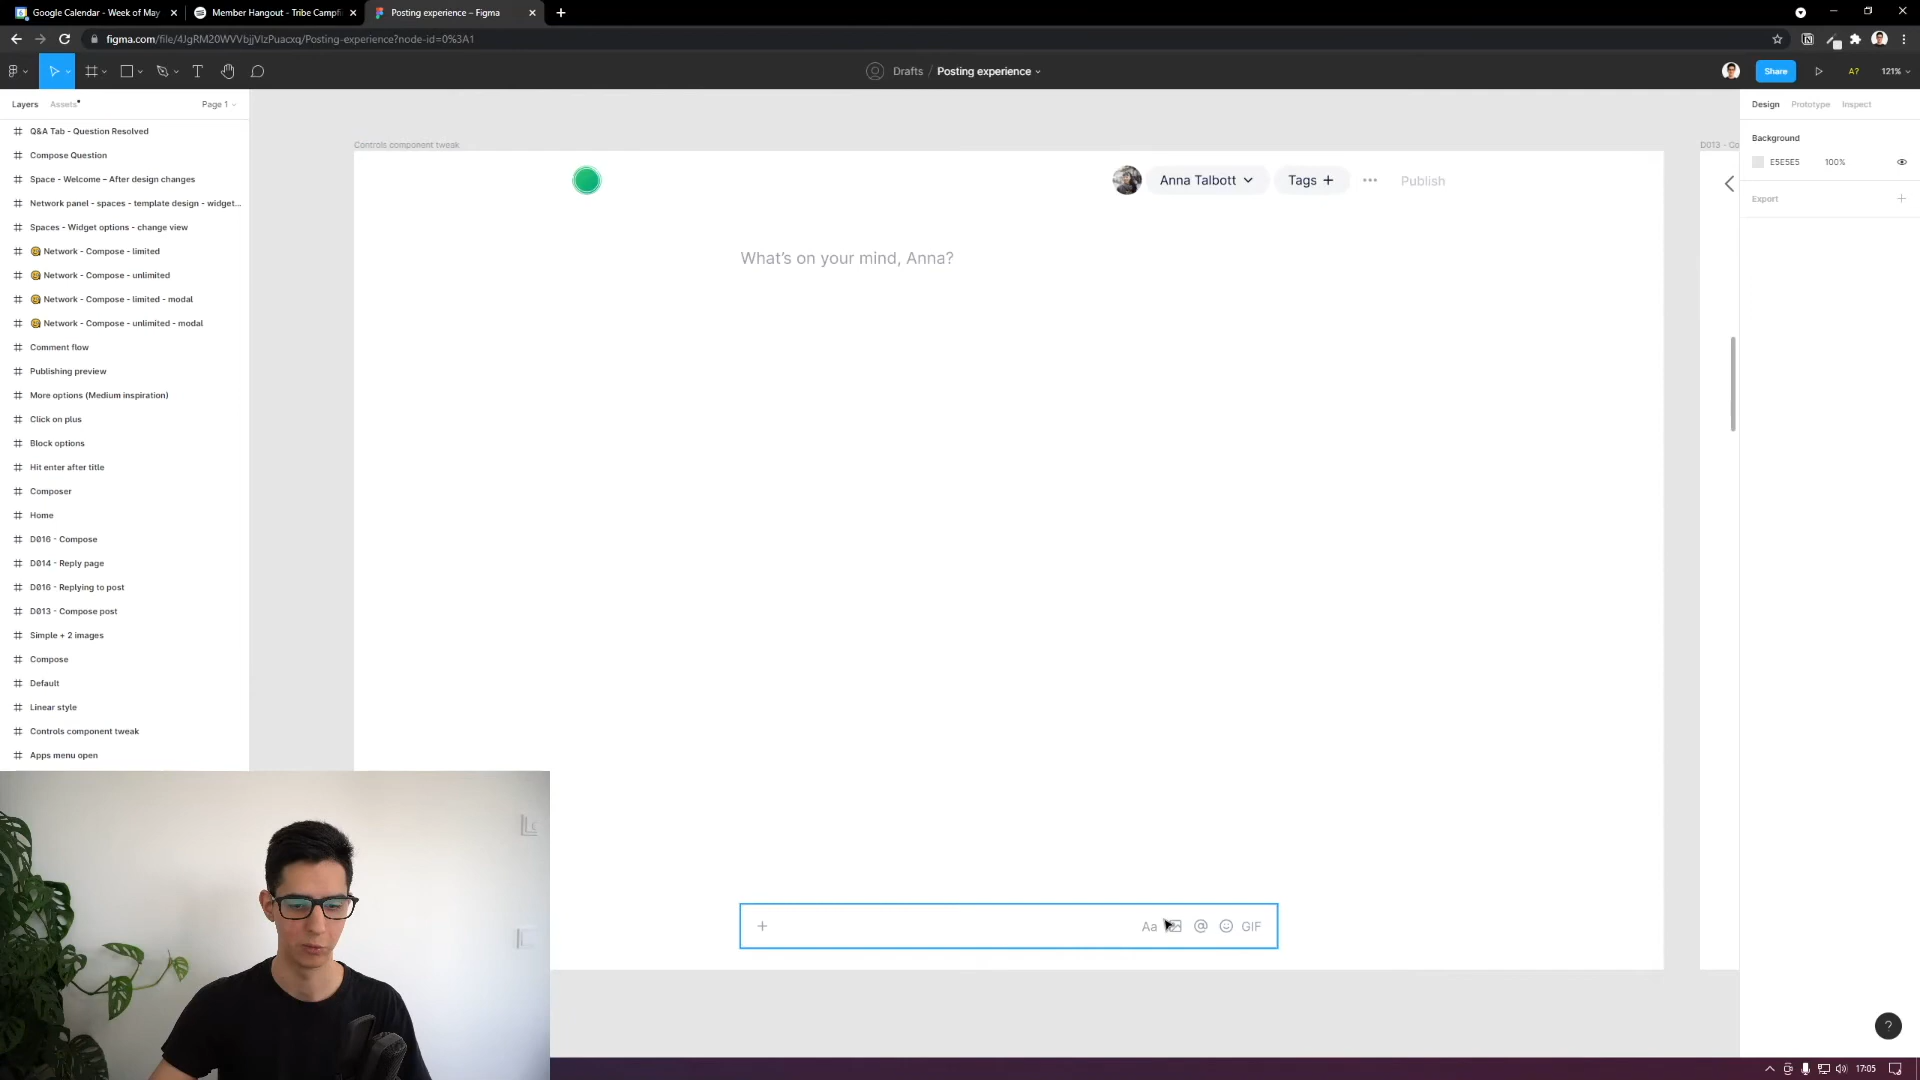 Google Calendar - Week of May
Member Hangout - Tribe Campfi
Posting experience – Figma
figma.com/file/4JgRM20WVVbjjVIzPuacxq/Posting-experience?node-id=0%3A1
Drafts / Posting experience
Share
A?
121%
Layers
Assets
Page 1
Design
Prototype
Inspect
Q&A Tab - Question Resolved
Compose Question
Space - Welcome – After design changes
Network panel - spaces - template design - widget...
Spaces - Widget options - change view
Network - Compose - limited
Network - Compose - unlimited
Network - Compose - limited - modal
Network - Compose - unlimited - modal
Comment flow
Publishing preview
More options (Medium inspiration)
Click on plus
Block options
Hit enter after title
Composer
Home
D016 - Compose
D014 - Reply page
D016 - Replying to post
D013 - Compose post
Simple + 2 images
Compose
Default
Linear style
Controls component tweak
Apps menu open
Controls component tweak
D013 - Co
Anna Talbott
Tags +
Publish
What's on your mind, Anna?
Aa
GIF
Background
E5E5E5
100%
Export
?
17:05